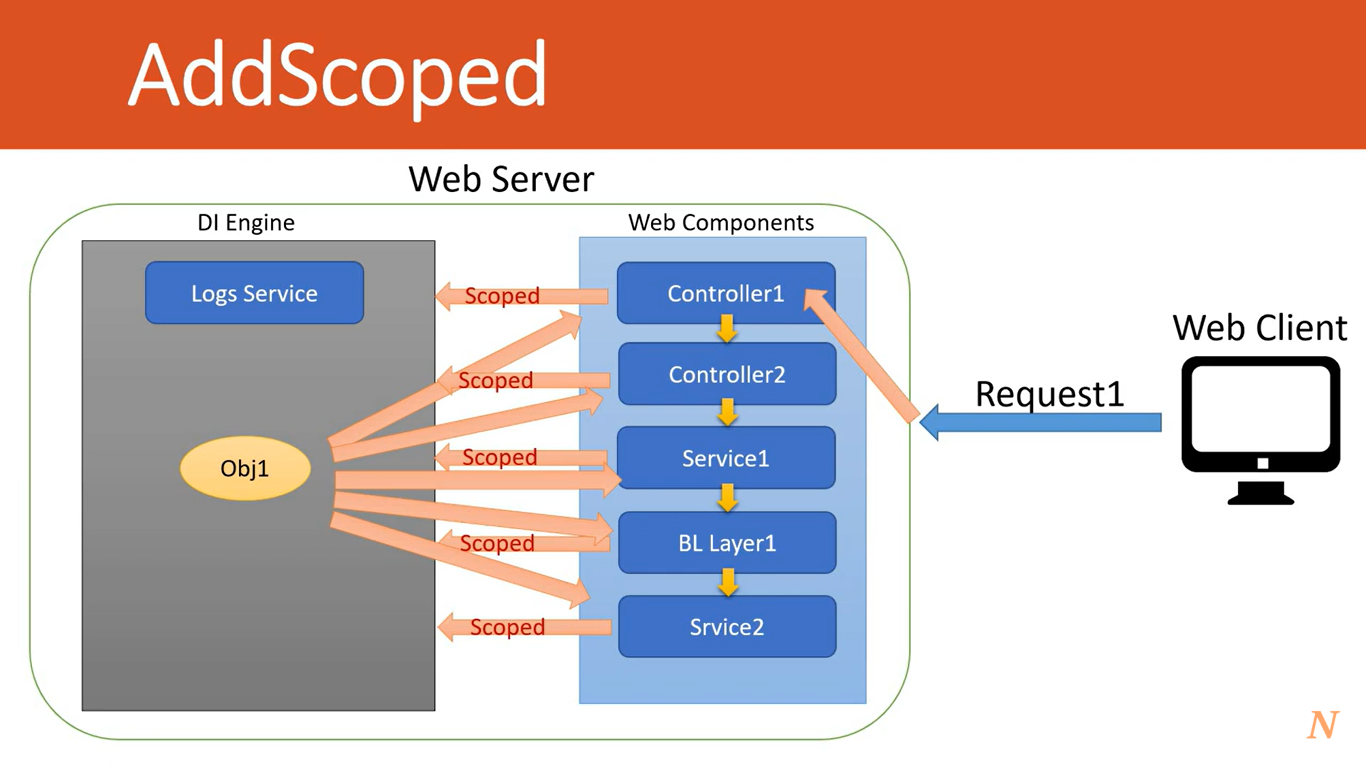 AddScoped
Web Server
DI Engine
Web Components
Logs Service
Scoped
Controller1
Web Client
Scoped
Controller2
Request1
Obj1
Scoped
Service1
Scoped
BL Layer1
Scoped
Srvice2
N